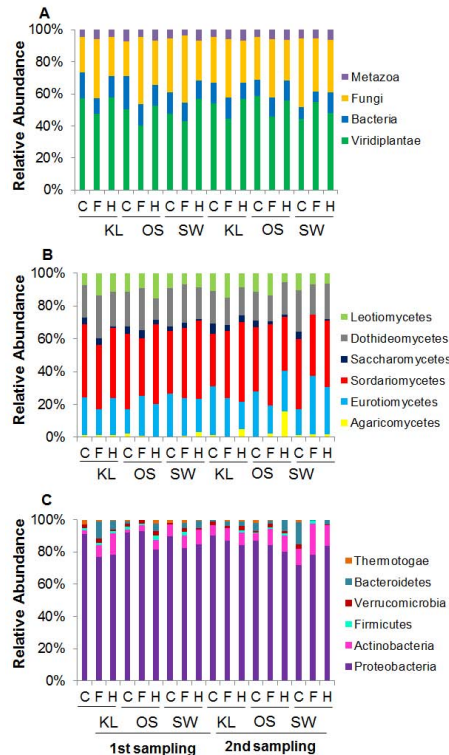 A
Relative Abundance
100%
80%
60%
40%
20%
0%
Metazoa
Fungi
Bacteria
Viridiplantae
C F H C F H C F H C F H C F H C F H
KL OS SW KL OS SW
B
Relative Abundance
100%
80%
60%
40%
20%
0%
Leotiomycetes
Dothideomycetes
Saccharomycetes
Sordariomycetes
Eurotiomycetes
Agaricomycetes
C F H C F H C F H C F H C F H C F H
KL OS SW KL OS SW
C
Relative Abundance
100%
80%
60%
40%
20%
0%
Thermotogae
Bacteroidetes
Verrucomicrobia
Firmicutes
Actinobacteria
Proteobacteria
C F H C F H C F H C F H C F H C F H
KL OS SW KL OS SW
1st sampling 2nd sampling